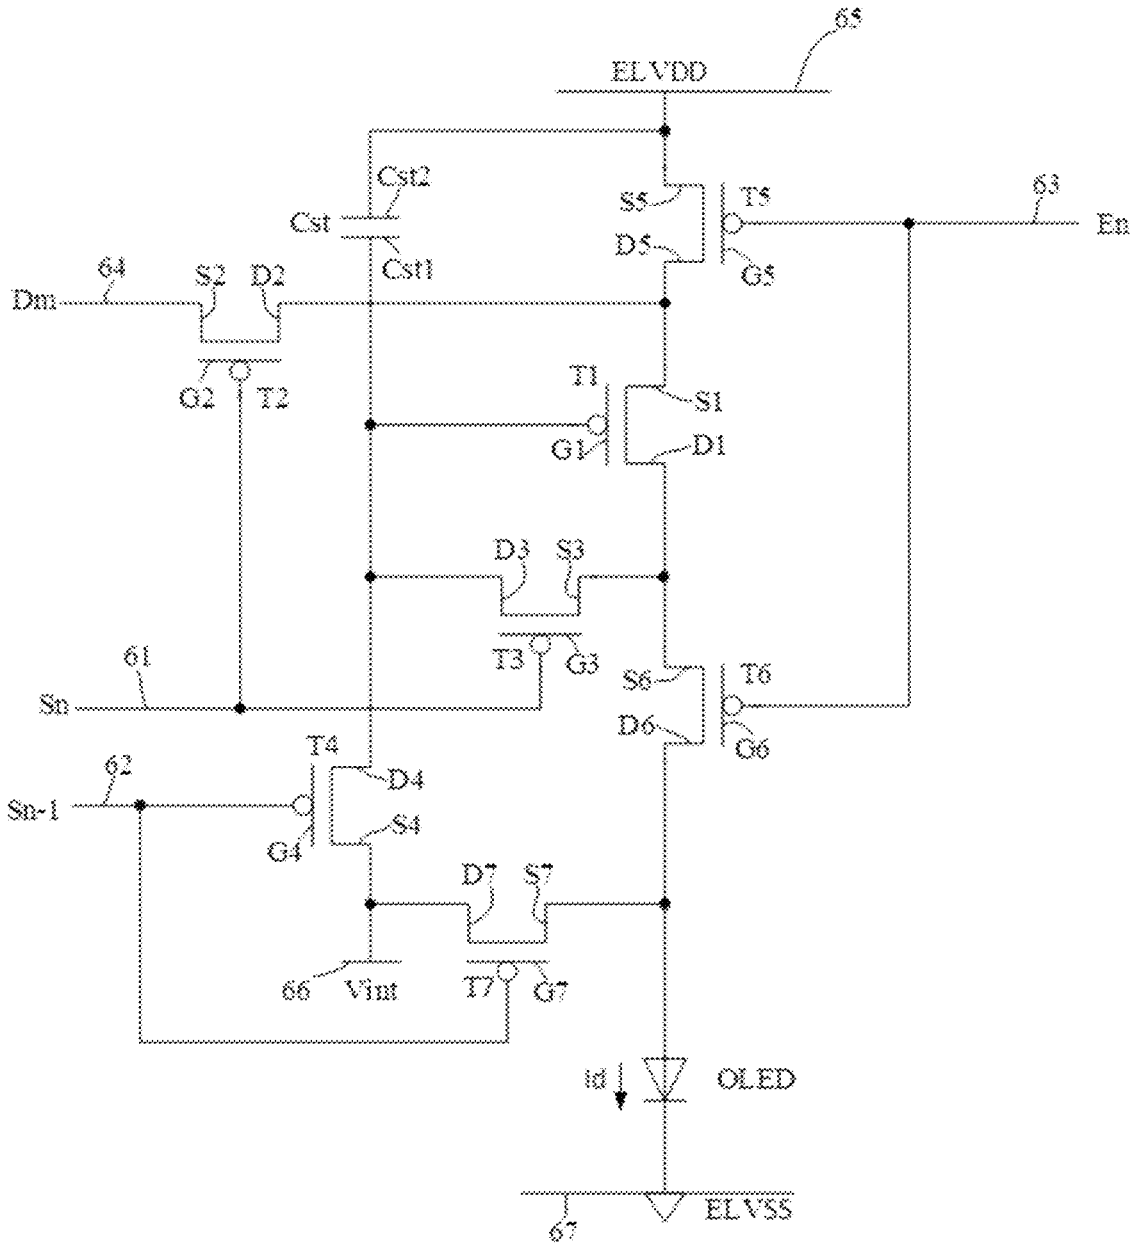 65
ELVDD
Cst2
S5
T5
63
Cst
En
D5
G5
Cst1
64
S2
D2
Dm
G2
T2
T1
S1
G1
D1
D3
S3
61
T3
G3
S6
T6
Sn
D6
G6
T4
62
D4
Sn-1
S4
G4
D7
S7
66
Vint
T7
G7
Id
OLED
ELVSS
67